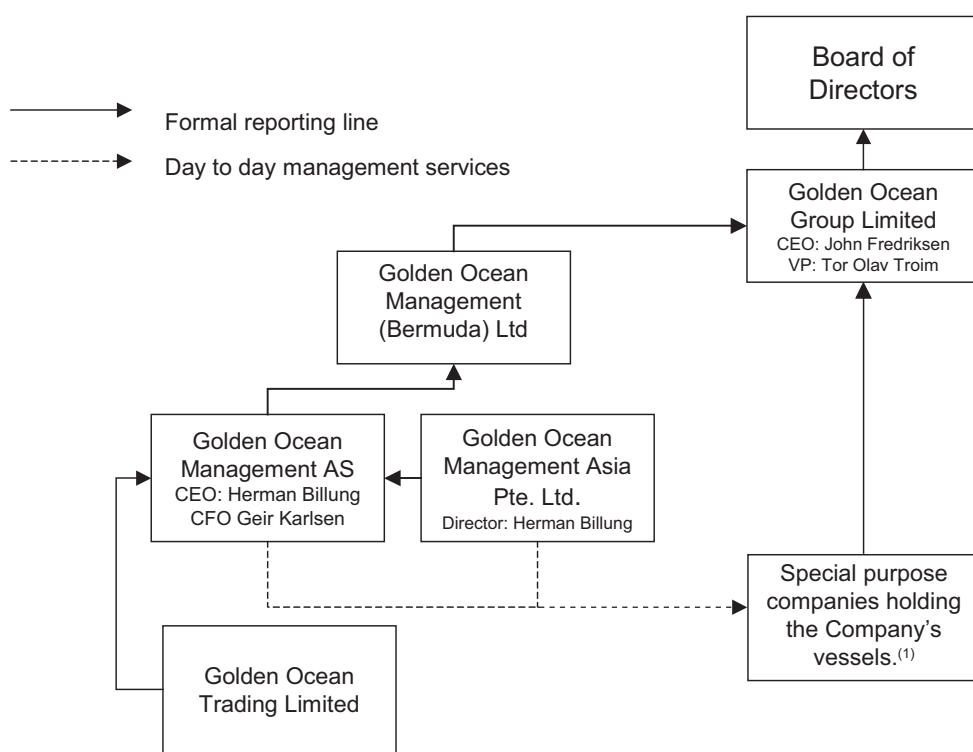 Board of
Directors
Formal reporting line
Day to day management services
Golden Ocean
Group Limited
CEO: John Fredriksen
VP: Tor Olav Troim
Golden Ocean
Management
(Bermuda) Ltd
Golden Ocean
Management AS
CEO: Herman Billung
CFO Geir Karlsen
Golden Ocean
Management Asia
Pte. Ltd.
Director: Herman Billung
Special purpose
companies holding
the Company’s
vessels.(1)
Golden Ocean
Trading Limited